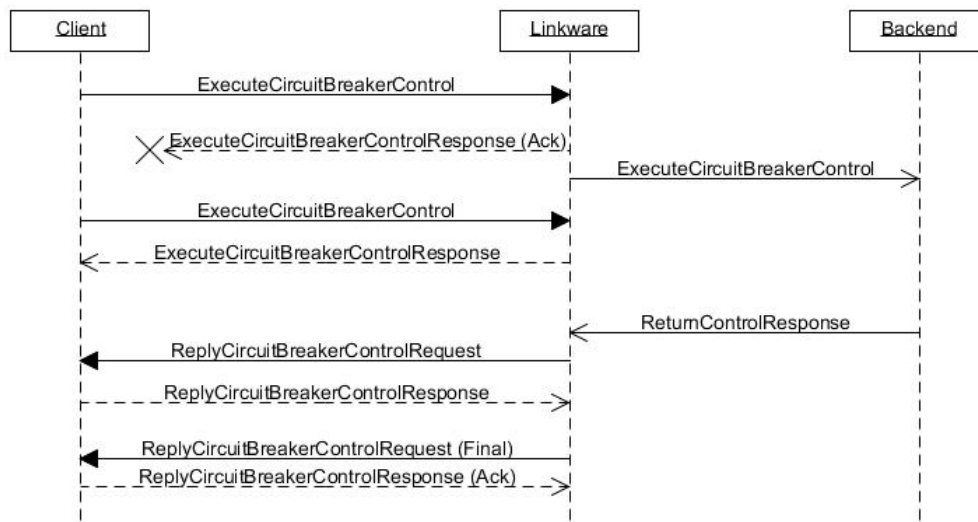 Client
Linkware
Backend
ExecuteCircuitBreakerControl
ExecuteCircuitBreakerControlResponse (Ack)
ExecuteCircuitBreakerControl
ExecuteCircuitBreakerControl
ExecuteCircuitBreakerControlResponse
ReturnControlResponse
ReplyCircuitBreakerControlRequest
ReplyCircuitBreakerControlResponse
ReplyCircuitBreakerControlRequest (Final)
ReplyCircuitBreakerControlResponse (Ack)